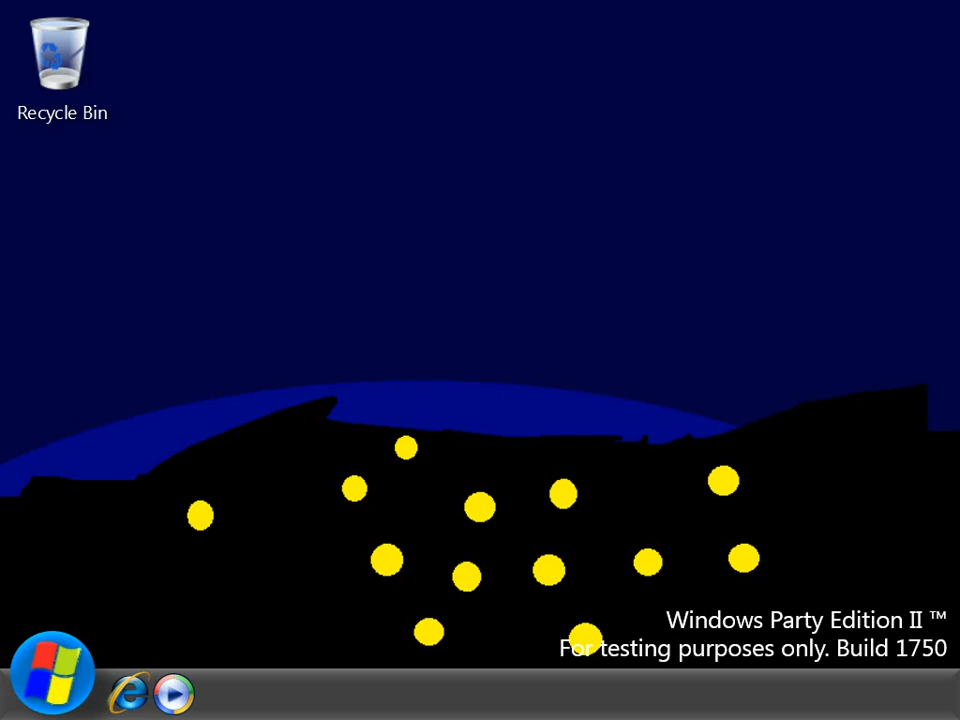 Recycle Bin
Windows Party Edition II ™
For testing purposes only. Build 1750